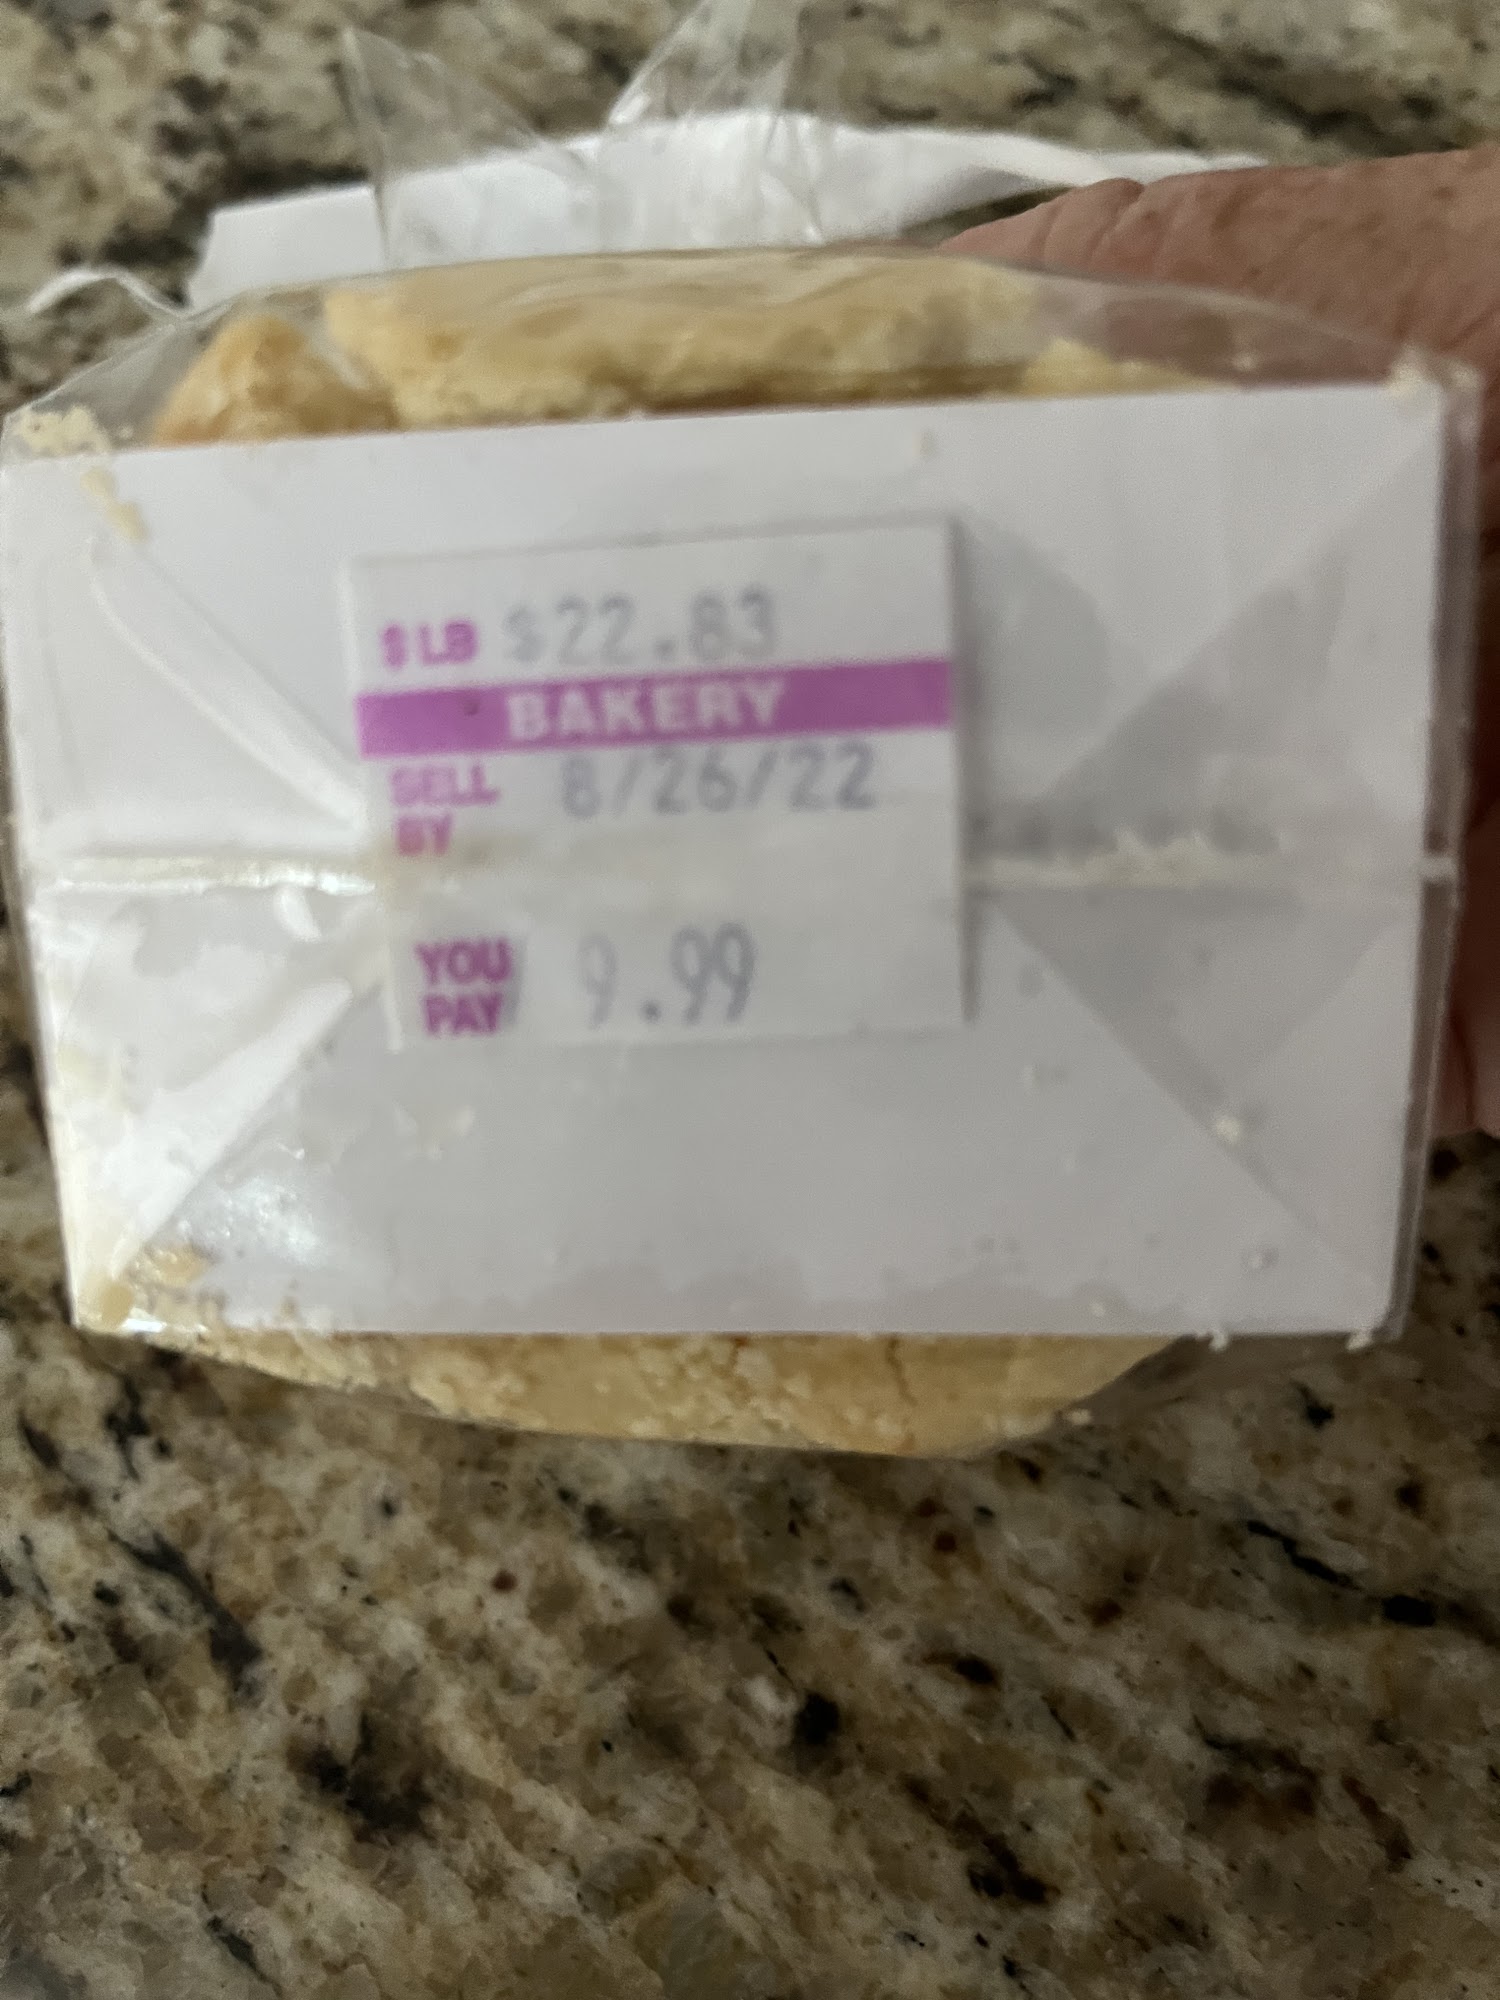 $ LB $22.83
BAKERY
SELL BY 8/26/22
YOU PAY 9.99